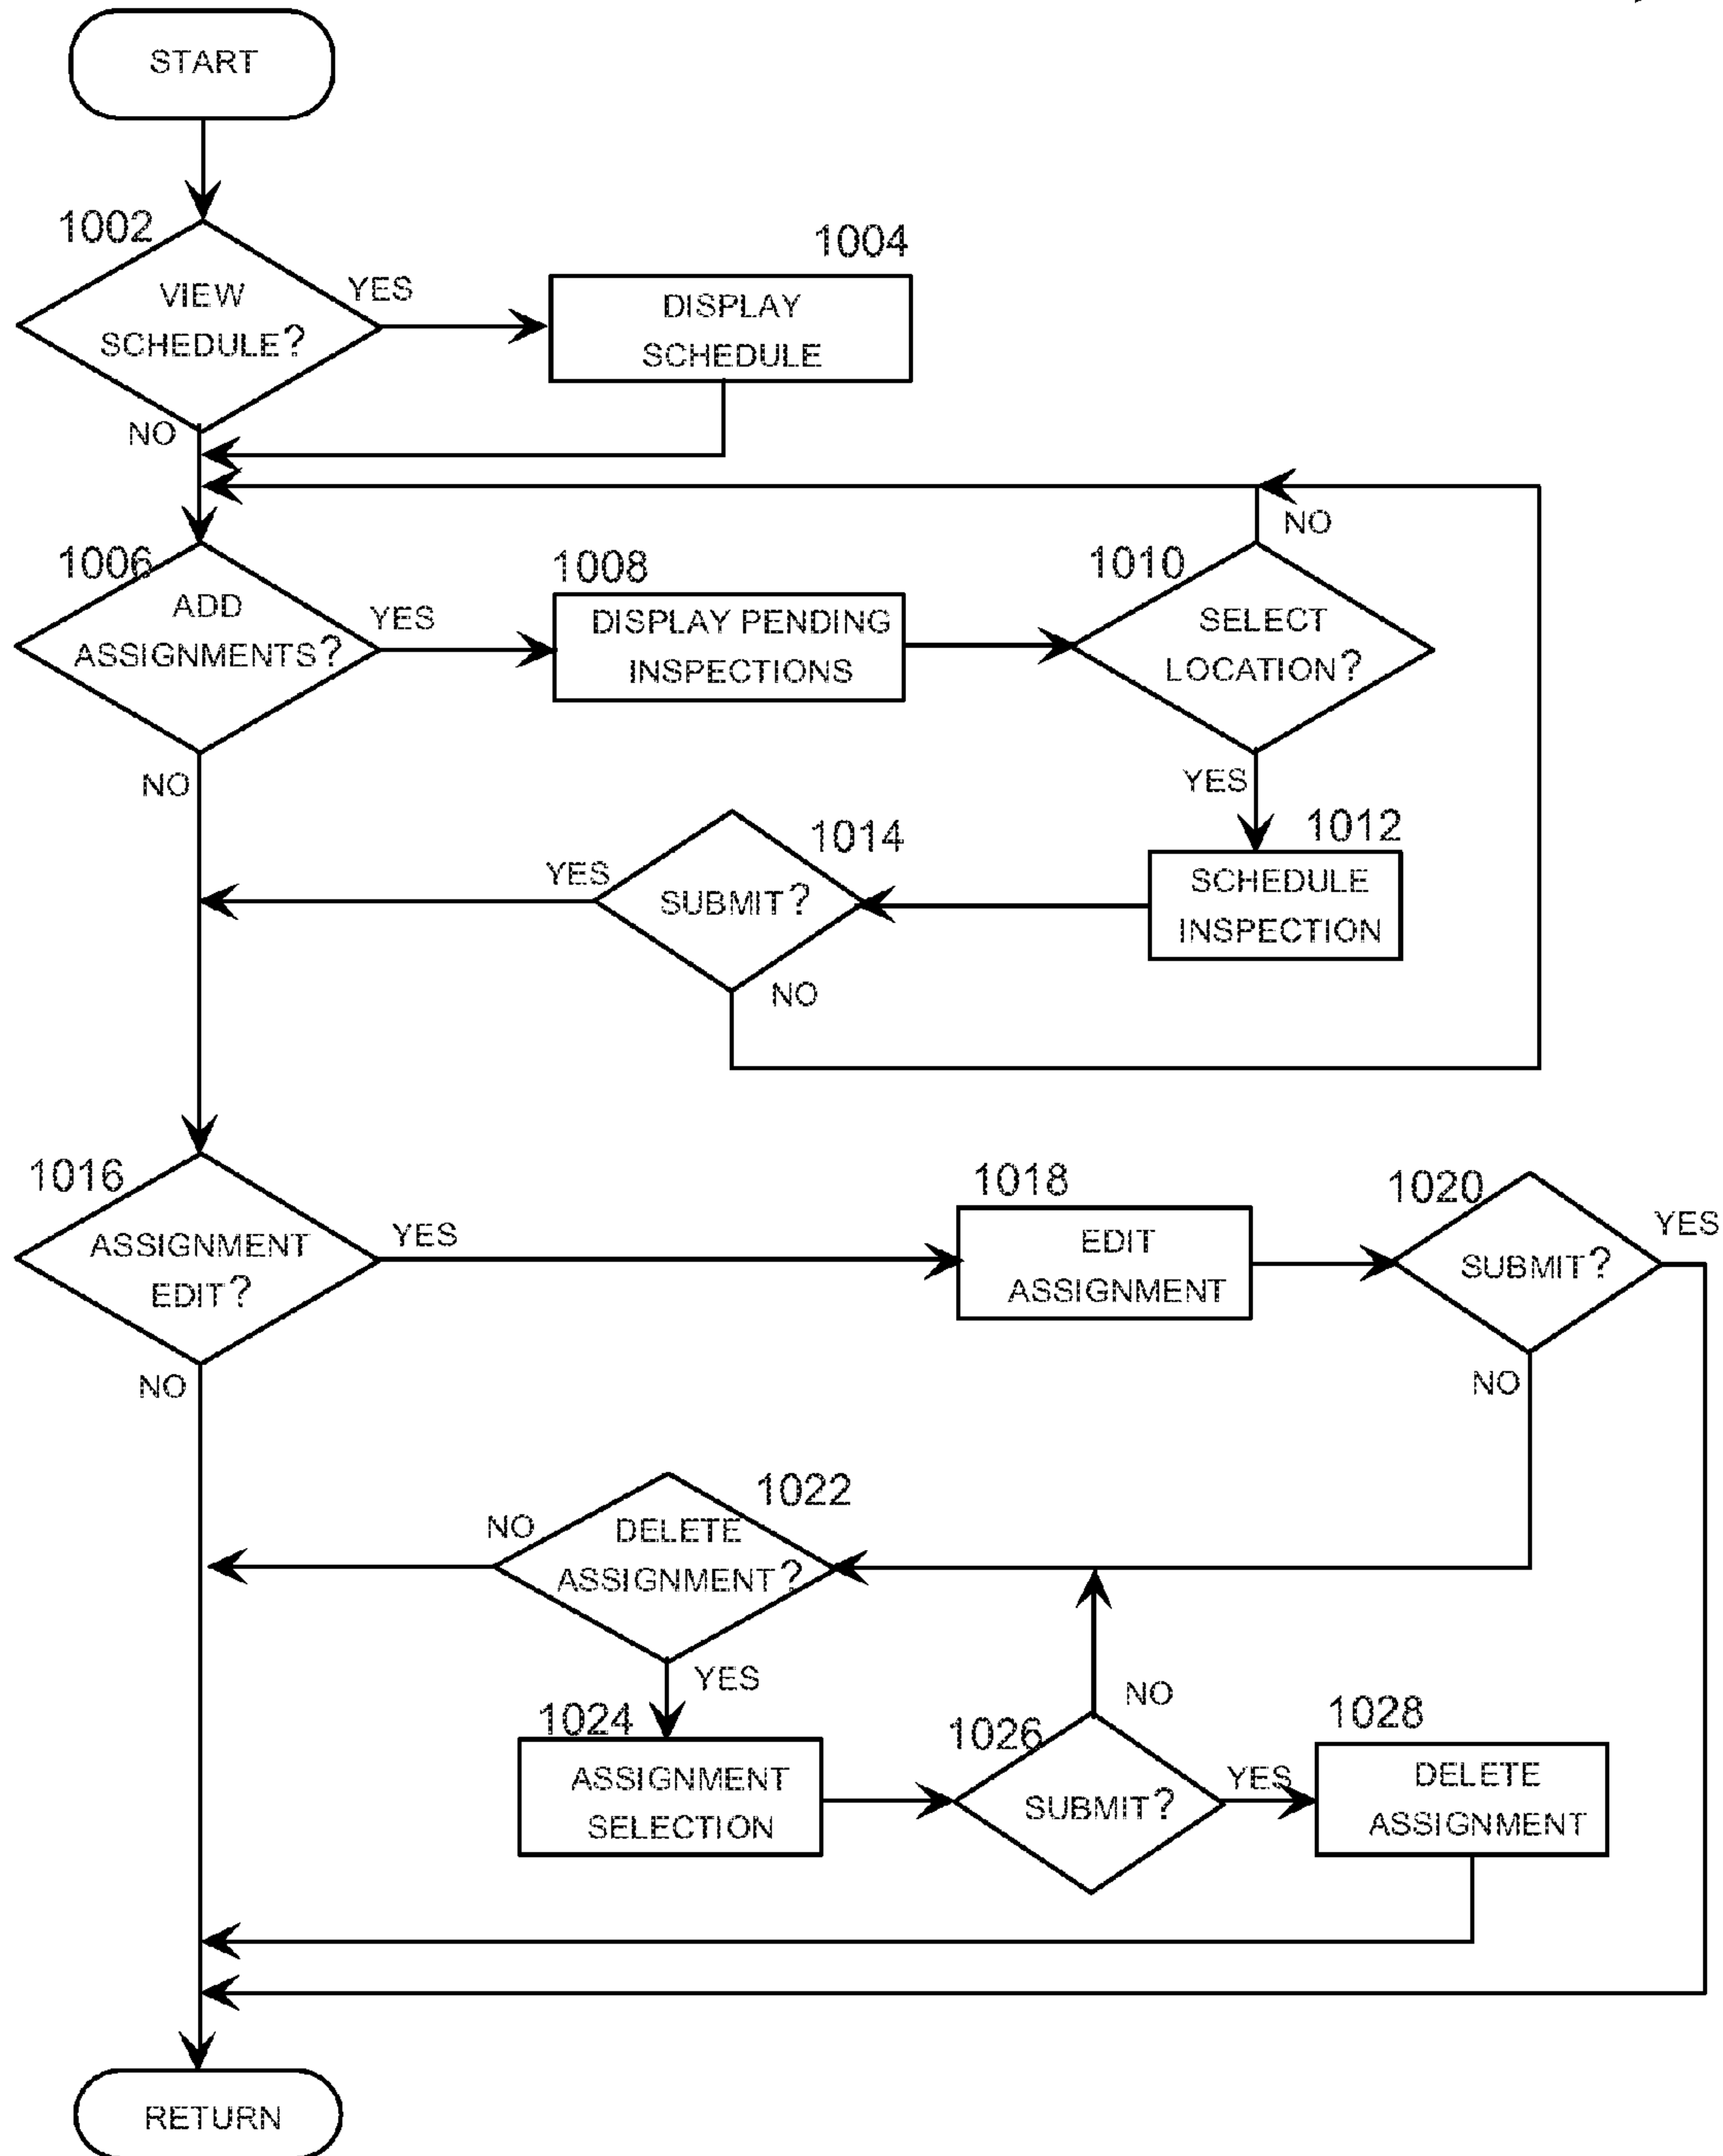 START
1002
VIEW
SCHEDULE?
YES
1004
DISPLAY
SCHEDULE
NO
1006
ADD
ASSIGNMENTS?
YES
1008
DISPLAY PENDING
INSPECTIONS
1010
SELECT
LOCATION?
NO
YES
NO
1012
SCHEDULE
INSPECTION
1014
SUBMIT?
YES
NO
1016
ASSIGNMENT
EDIT?
YES
1018
EDIT
ASSIGNMENT
1020
SUBMIT?
YES
NO
NO
1022
DELETE
ASSIGNMENT?
NO
YES
1024
ASSIGNMENT
SELECTION
1026
SUBMIT?
NO
YES
1028
DELETE
ASSIGNMENT
RETURN